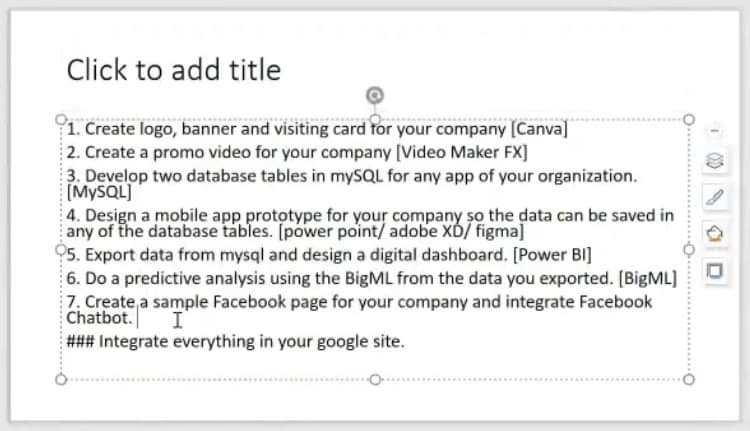 Click to add title
1. Create logo, banner and visiting card for your company [Canva]
2. Create a promo video for your company [Video Maker FX]
3. Develop two database tables in mySQL for any app of your organization.
[MySQL]
4. Design a mobile app prototype for your company so the data can be saved in
any of the database tables. [power point/ adobe XD/ figma]
5. Export data from mysql and design a digital dashboard. [Power BI]
6. Do a predictive analysis using the BigML from the data you exported. [BigML]
7. Create a sample Facebook page for your company and integrate Facebook
Chatbot.
### Integrate everything in your google site.